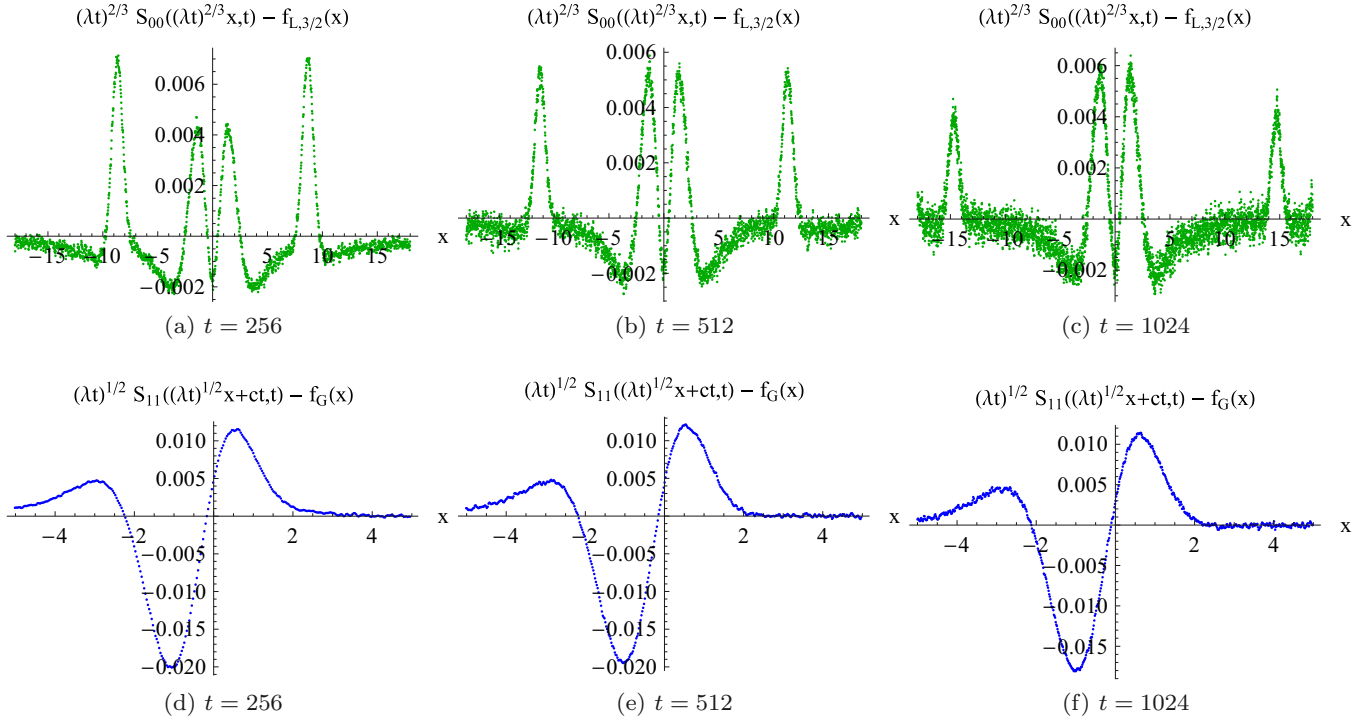 (λt)^{2/3} S_{00}((λt)^{2/3}x,t) − f_{L,3/2}(x)
0.006
0.004
0.002
−0.002
−15 −10 −5 5 10 15 x
(a) t = 256
(λt)^{2/3} S_{00}((λt)^{2/3}x,t) − f_{L,3/2}(x)
0.006
0.004
0.002
−0.002
−15 −10 −5 5 10 15 x
(b) t = 512
(λt)^{2/3} S_{00}((λt)^{2/3}x,t) − f_{L,3/2}(x)
0.006
0.004
0.002
−0.002
−15 −10 −5 5 10 15 x
(c) t = 1024
(λt)^{1/2} S_{11}((λt)^{1/2}x+ct,t) − f_G(x)
0.010
0.005
−4 −2 2 4 x
−0.005
−0.010
−0.015
−0.020
(d) t = 256
(λt)^{1/2} S_{11}((λt)^{1/2}x+ct,t) − f_G(x)
0.010
0.005
−4 −2 2 4 x
−0.005
−0.010
−0.015
−0.020
(e) t = 512
(λt)^{1/2} S_{11}((λt)^{1/2}x+ct,t) − f_G(x)
0.010
0.005
−4 −2 2 4 x
−0.005
−0.010
−0.015
(f) t = 1024